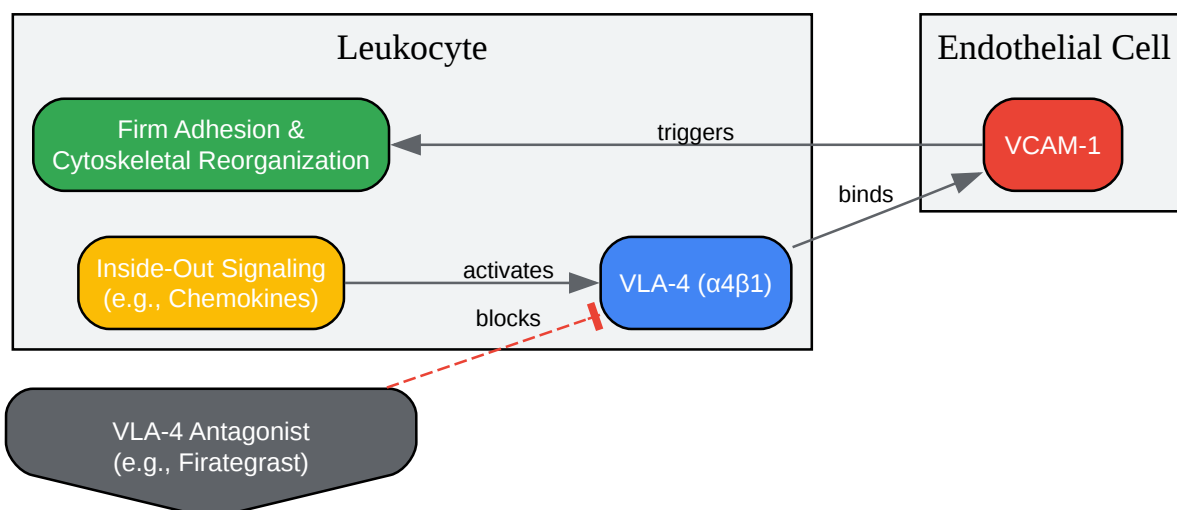 Leukocyte
Endothelial Cell
Firm Adhesion &
Cytoskeletal Reorganization
triggers
VCAM-1
binds
Inside-Out Signaling
(e.g., Chemokines)
activates
VLA-4 (α4β1)
blocks
VLA-4 Antagonist
(e.g., Firategrast)